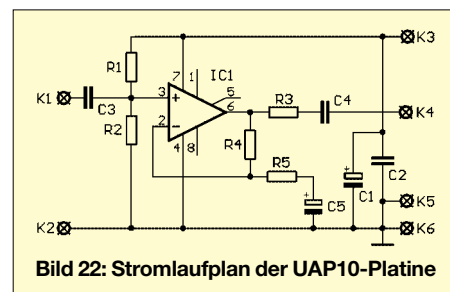 K3
R1
7 1 IC1
5
K1 C3 3 + 6 R3 C4 K4
2 -
R2 4 8 R4
R5 + C1 C2
+ C5 K5
K2 K6
Bild 22: Stromlaufplan der UAP10-Platine